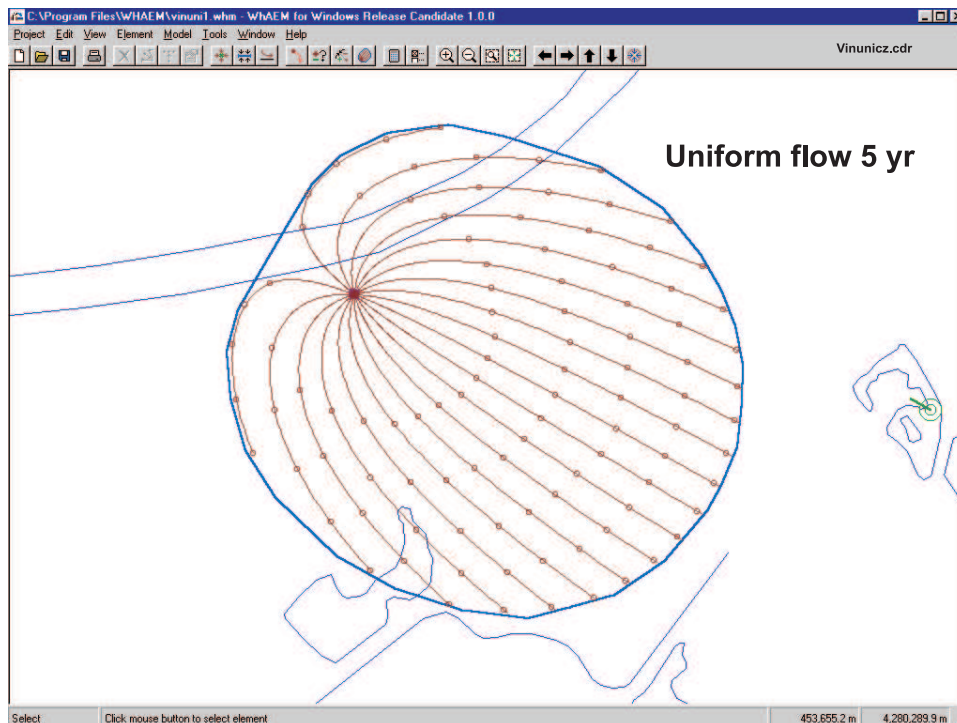 C:\Program Files\WHAEM\vinuni1.whm - WhAEM for Windows Release Candidate 1.0.0
Project Edit View Element Model Tools Window Help
Vinunicz.cdr
Uniform flow 5 yr
Select Click mouse button to select element 453,655.2 m 4,280,289.9 m